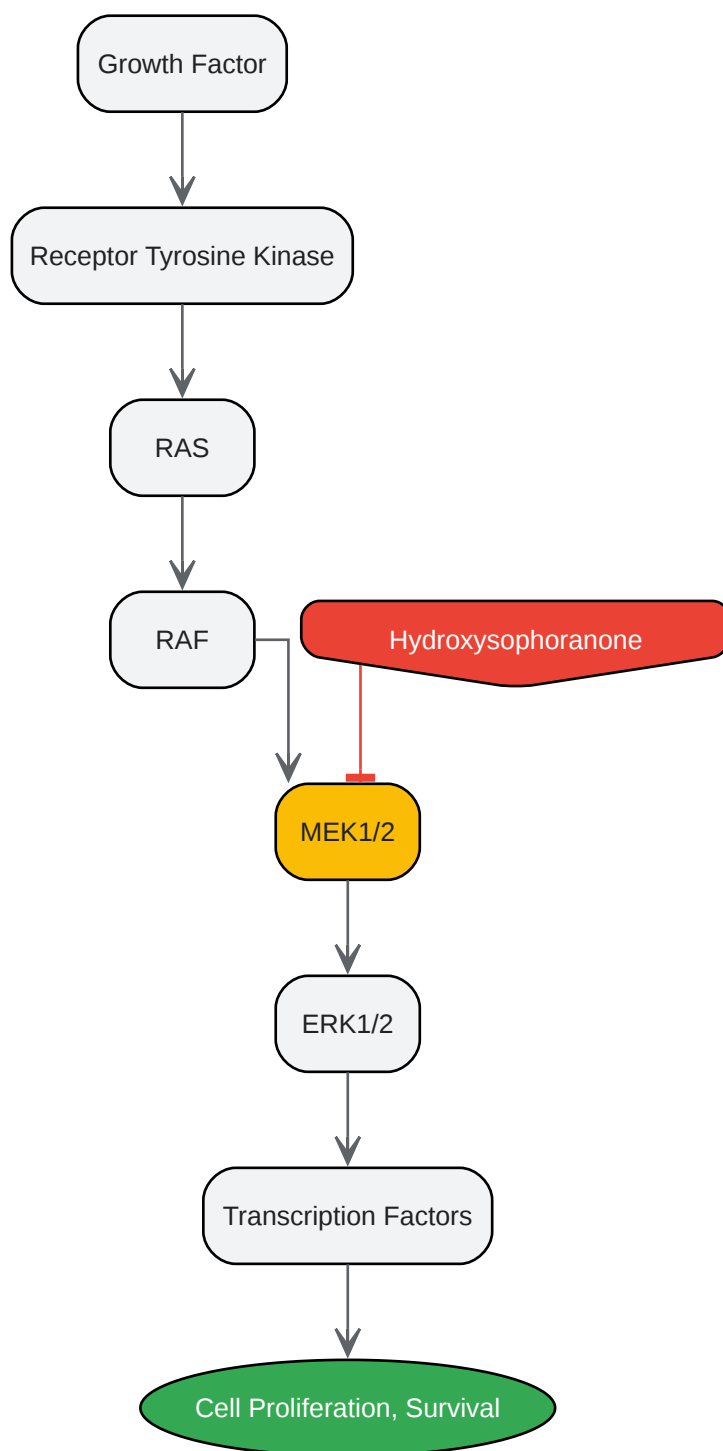 Growth Factor
Receptor Tyrosine Kinase
RAS
RAF
Hydroxysophoranone
MEK1/2
ERK1/2
Transcription Factors
Cell Proliferation, Survival